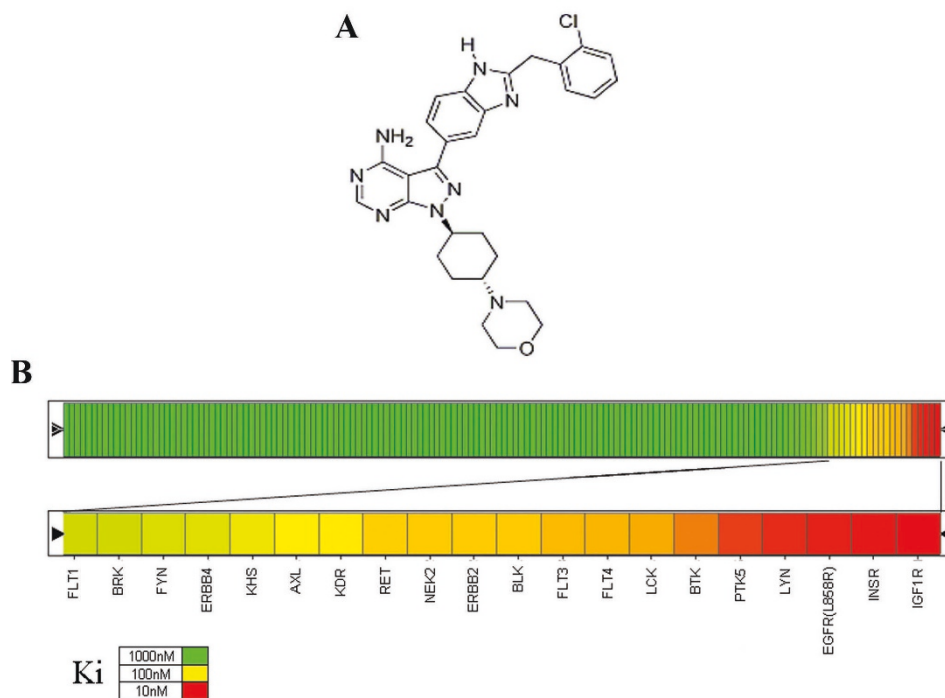 A
Cl
H
N
N
NH2
N
N
N
N
N
O
B
FLT1
BRK
FYN
ERBB4
KHS
AXL
KDR
RET
NEK2
ERBB2
BLK
FLT3
FLT4
LCK
BTK
PTK5
LYN
EGFR(L858R)
INSR
IGF1R
Ki
1000nM
100nM
10nM